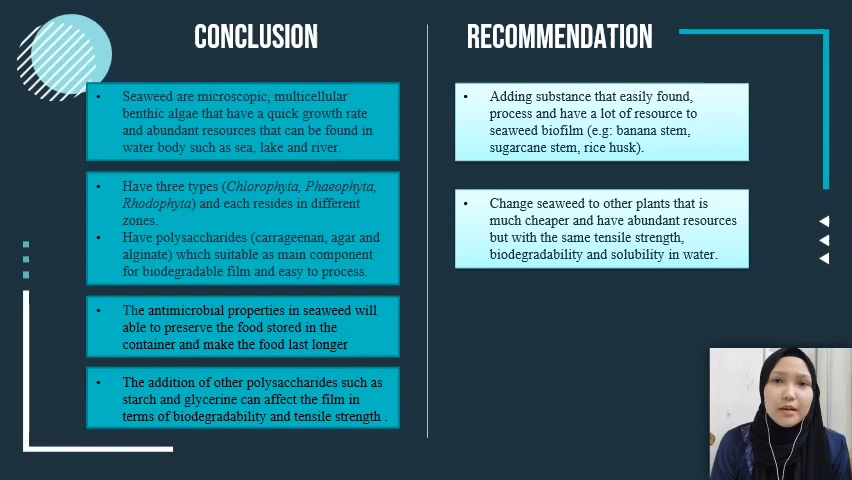 CONCLUSION
• Seaweed are microscopic, multicellular
benthic algae that have a quick growth rate
and abundant resources that can be found in
water body such as sea, lake and river.
• Have three types (Chlorophyta, Phaeophyta,
Rhodophyta) and each resides in different
zones.
• Have polysaccharides (carrageenan, agar and
alginate) which suitable as main component
for biodegradable film and easy to process.
• The antimicrobial properties in seaweed will
able to preserve the food stored in the
container and make the food last longer
• The addition of other polysaccharides such as
starch and glycerine can affect the film in
terms of biodegradability and tensile strength .
RECOMMENDATION
• Adding substance that easily found,
process and have a lot of resource to
seaweed biofilm (e.g: banana stem,
sugarcane stem, rice husk).
• Change seaweed to other plants that is
much cheaper and have abundant resources
but with the same tensile strength,
biodegradability and solubility in water.